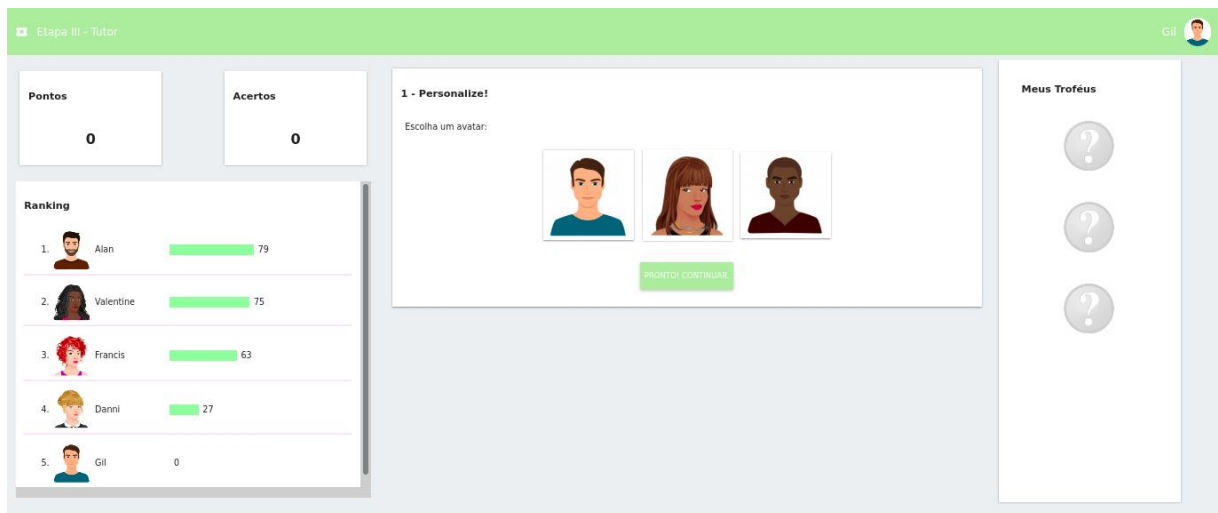 Etapa III - Tutor
Gil
Pontos
0
Acertos
0
Ranking
1. Alan 79
2. Valentine 75
3. Francis 63
4. Danni 27
5. Gil 0
1 - Personalize!
Escolha um avatar:
PRONTO! CONTINUAR
Meus Troféus
?
?
?